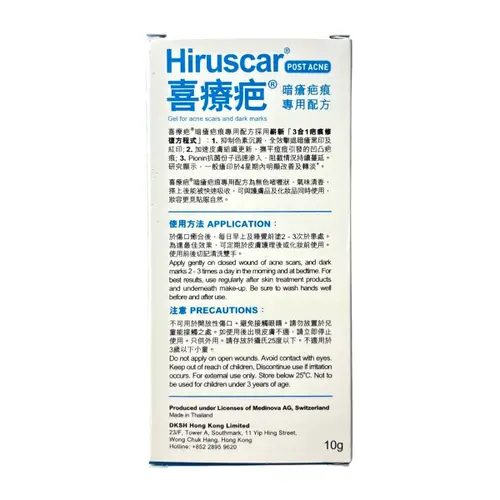 Hiruscar®
POST ACNE
喜療疤®
暗瘡疤痕
專用配方
Gel for acne scars and dark marks
喜療疤®暗瘡疤痕專用配方採用嶄新「3合1疤痕修
復方程式」：1. 抑制色素沉澱，全效擊退暗瘡黑印及
紅印; 2. 加速皮膚組織更新、撫平痘痘引發的凹凸疤
痕; 3. Pionin抗菌份子迅速滲入，阻截情況持續蔓延。
研究顯示，一般瘡印於4星期內明顯改善及轉淡*。
喜療疤®暗瘡疤痕專用配方為無色啫喱狀，氣味清香，
搽上後能被快速吸收，可與護膚品及化妝品同時使用，
妝容更見貼服自然。
使用方法 APPLICATION：
於傷口癒合後，每日早上及睡覺前塗2 - 3次於患處。
為達最佳效果，可定期於皮膚護理後或化妝前使用。
使用前後切記清洗雙手。
Apply gently on closed wound of acne scars, and dark
marks 2 - 3 times a day in the morning and at bedtime. For
best results, use regularly after skin treatment products
and underneath make-up. Be sure to wash hands well
before and after use.
注意 PRECAUTIONS：
不可用於開放性傷口。避免接觸眼睛。請勿放置於兒
童能接觸之處。如使用後出現皮膚不適，請立即停止
使用。只供外用。請存放於攝氏25度以下。不適用於
3歲以下小童。
Do not apply on open wounds. Avoid contact with eyes.
Keep out of reach of children, Discontinue use if irritation
occurs. For external use only. Store below 25°C. Not to
be used for children under 3 years of age.
Produced under Licenses of Medinova AG, Switzerland
Made in Thailand
DKSH Hong Kong Limited
23/F, Tower A, Southmark, 11 Yip Hing Street,
Wong Chuk Hang, Hong Kong
Hotline: +852 2895 9620
10g